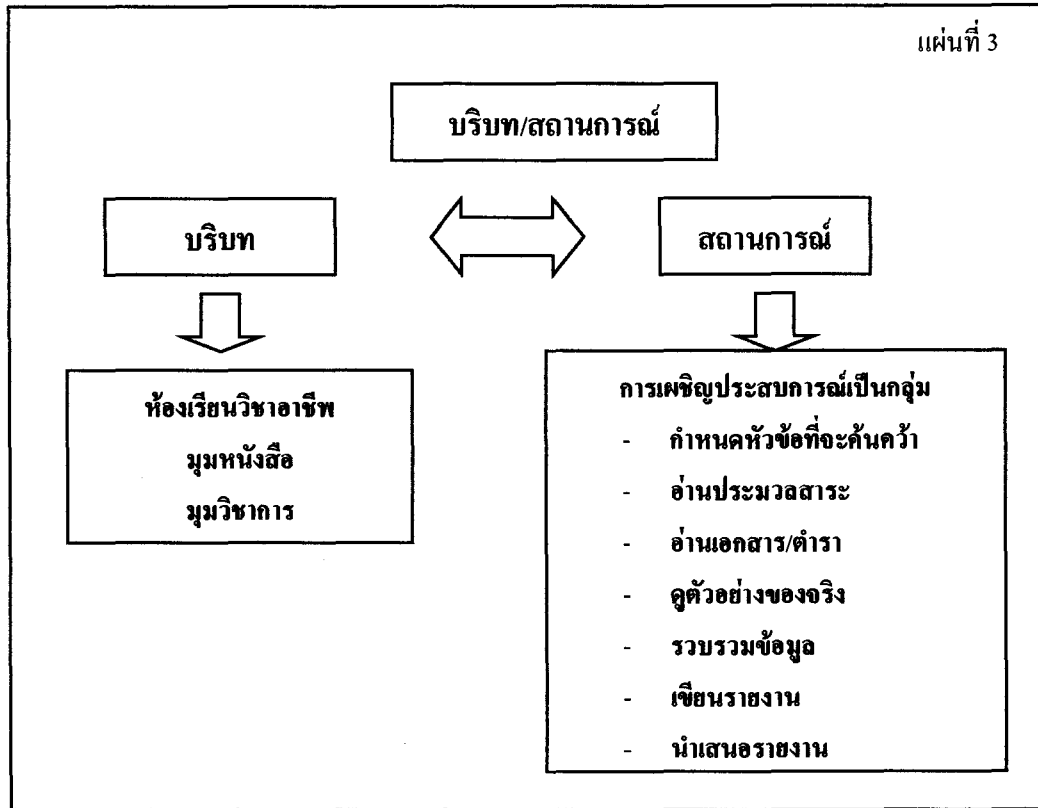 แผ่นที่ 3
บริบท/สถานการณ์
บริบท
สถานการณ์
ห้องเรียนวิชาอาชีพ
มุมหนังสือ
มุมวิชาการ
การเผชิญประสบการณ์เป็นกลุ่ม
- กำหนดหัวข้อที่จะค้นคว้า
- อ่านประมวลสาระ
- อ่านเอกสาร/ตำรา
- ดูตัวอย่างของจริง
- รวบรวมข้อมูล
- เขียนรายงาน
- นำเสนอรายงาน